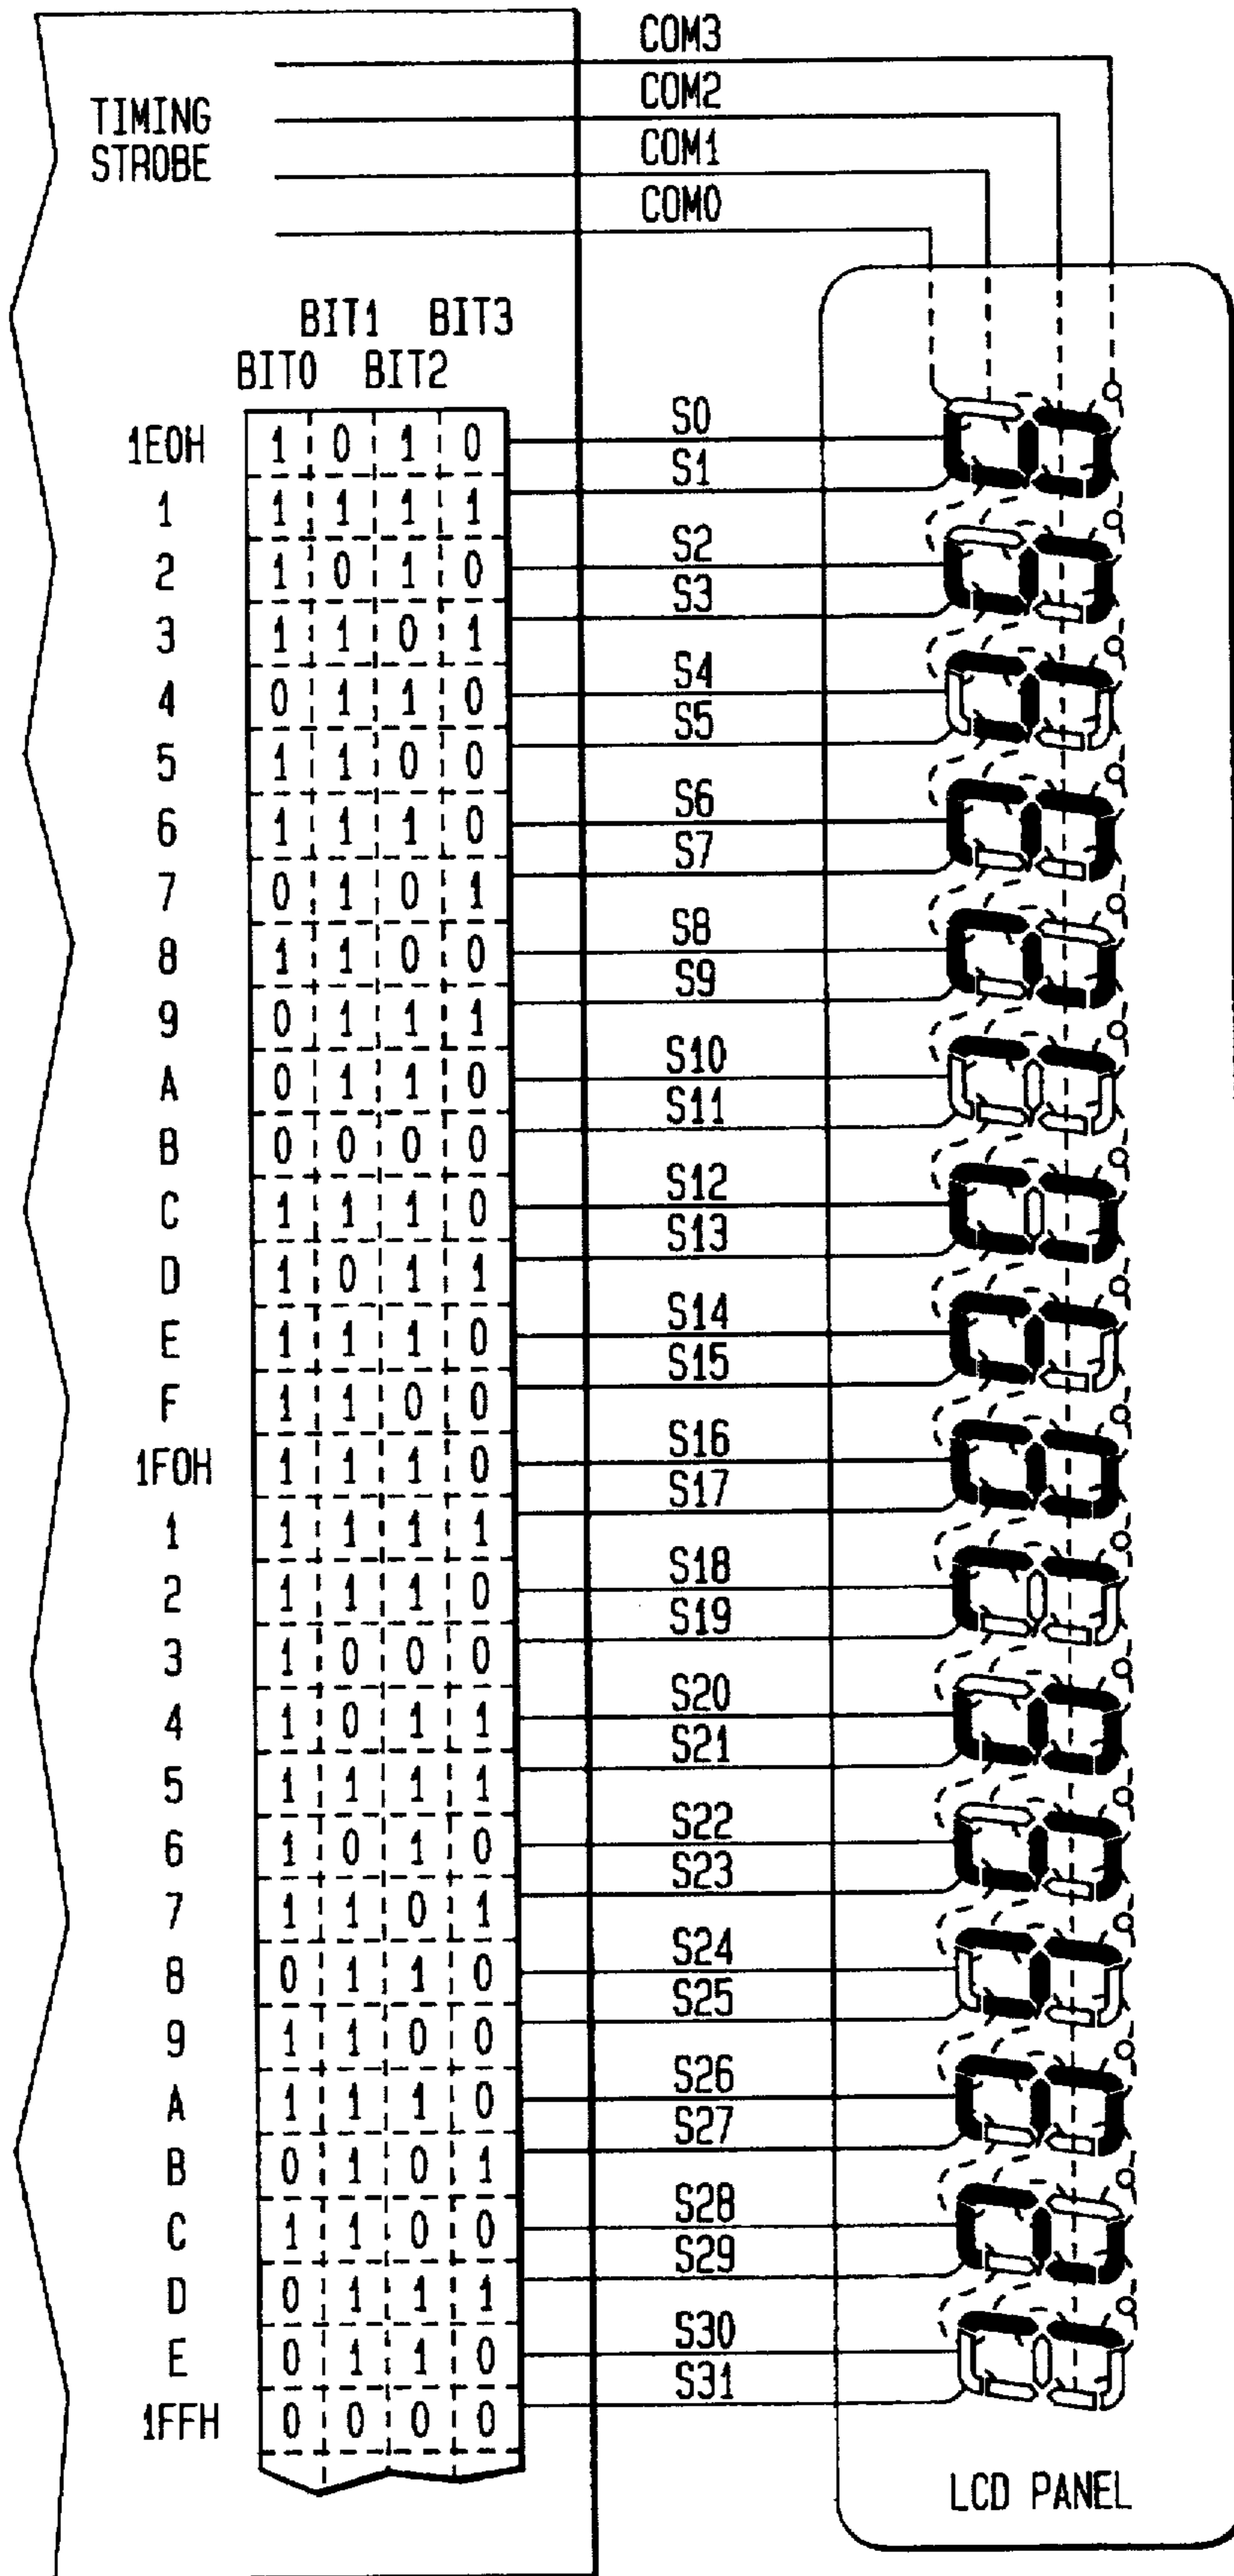 COM3
COM2
TIMING
STROBE
COM1
COM0
BIT1 BIT3
BIT0 BIT2
1E0H 1 0 1 0 S0
S1
1 1 1 1 1
2 1 0 1 0 S2
S3
3 1 1 0 1
4 0 1 1 0 S4
S5
5 1 1 0 0
6 1 1 1 0 S6
S7
7 0 1 0 1
8 1 1 0 0 S8
S9
9 0 1 1 1
A 0 1 1 0 S10
S11
B 0 0 0 0
C 1 1 1 0 S12
S13
D 1 0 1 1
E 1 1 1 0 S14
S15
F 1 1 0 0
1F0H 1 1 1 0 S16
S17
1 1 1 1 1
2 1 1 1 0 S18
S19
3 1 0 0 0
4 1 0 1 1 S20
S21
5 1 1 1 1
6 1 0 1 0 S22
S23
7 1 1 0 1
8 0 1 1 0 S24
S25
9 1 1 0 0
A 1 1 1 0 S26
S27
B 0 1 0 1
C 1 1 0 0 S28
S29
D 0 1 1 1
E 0 1 1 0 S30
S31
1FFH 0 0 0 0
LCD PANEL